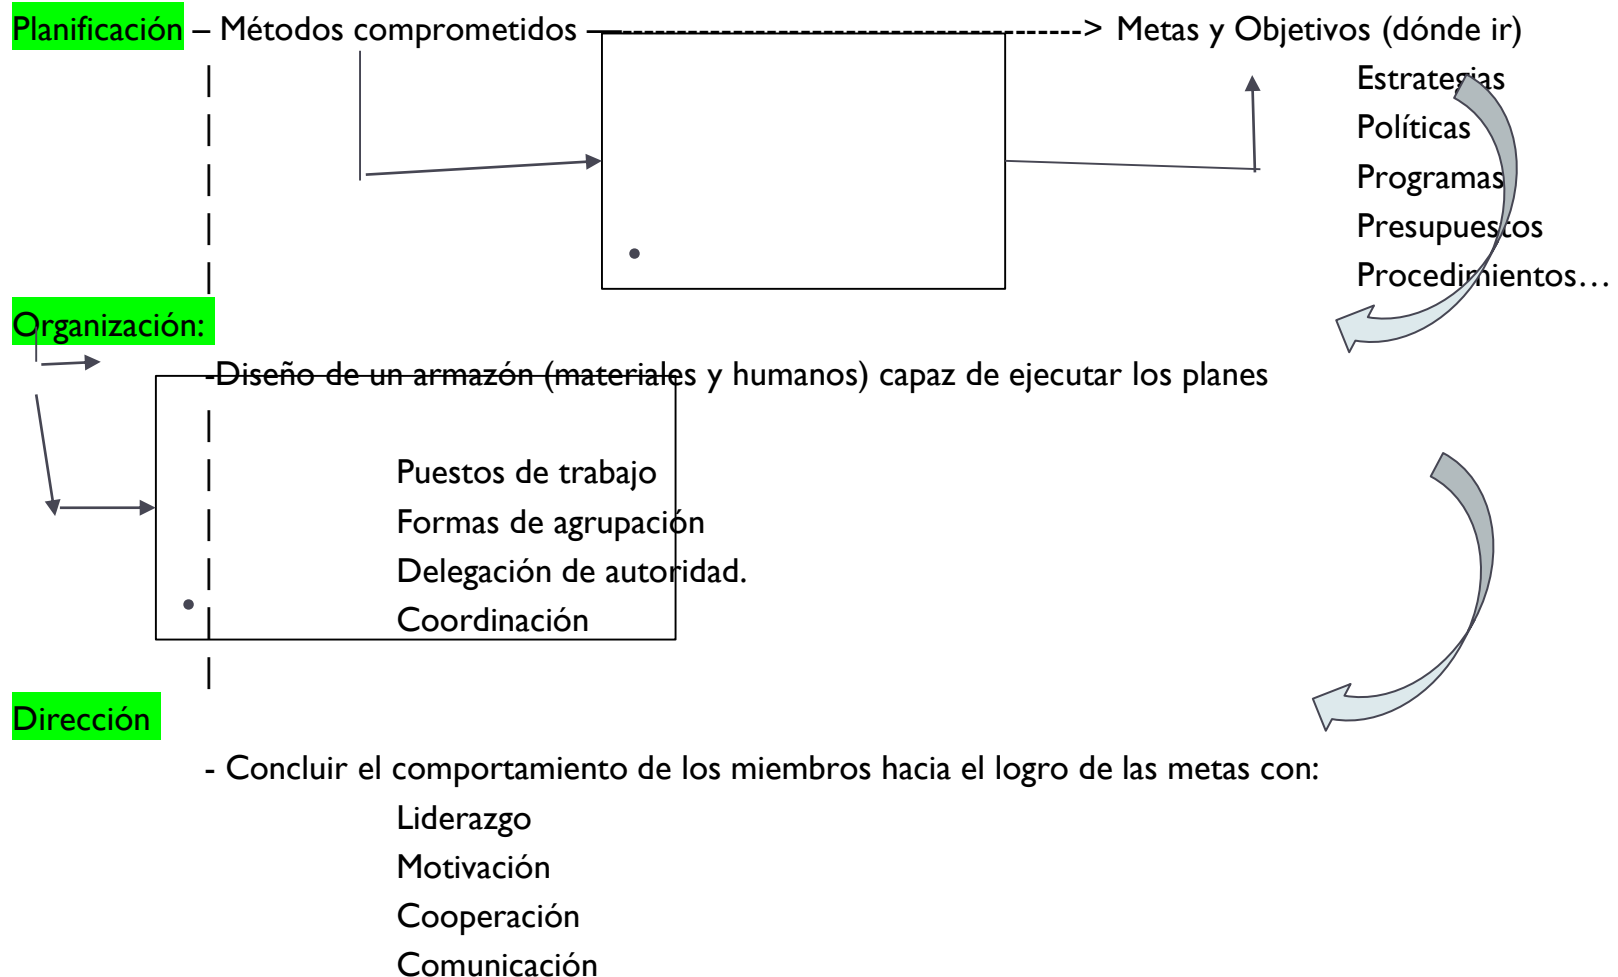 Planificación – Métodos comprometidos –----------------------------------> Metas y Objetivos (dónde ir)
| Estrategias
| Políticas
| Programas
| Presupuestos
| Procedimientos…
Organización:
-Diseño de un armazón (materiales y humanos) capaz de ejecutar los planes
|
| Puestos de trabajo
| Formas de agrupación
| Delegación de autoridad.
| Coordinación
|
Dirección
- Concluir el comportamiento de los miembros hacia el logro de las metas con:
Liderazgo
Motivación
Cooperación
Comunicación